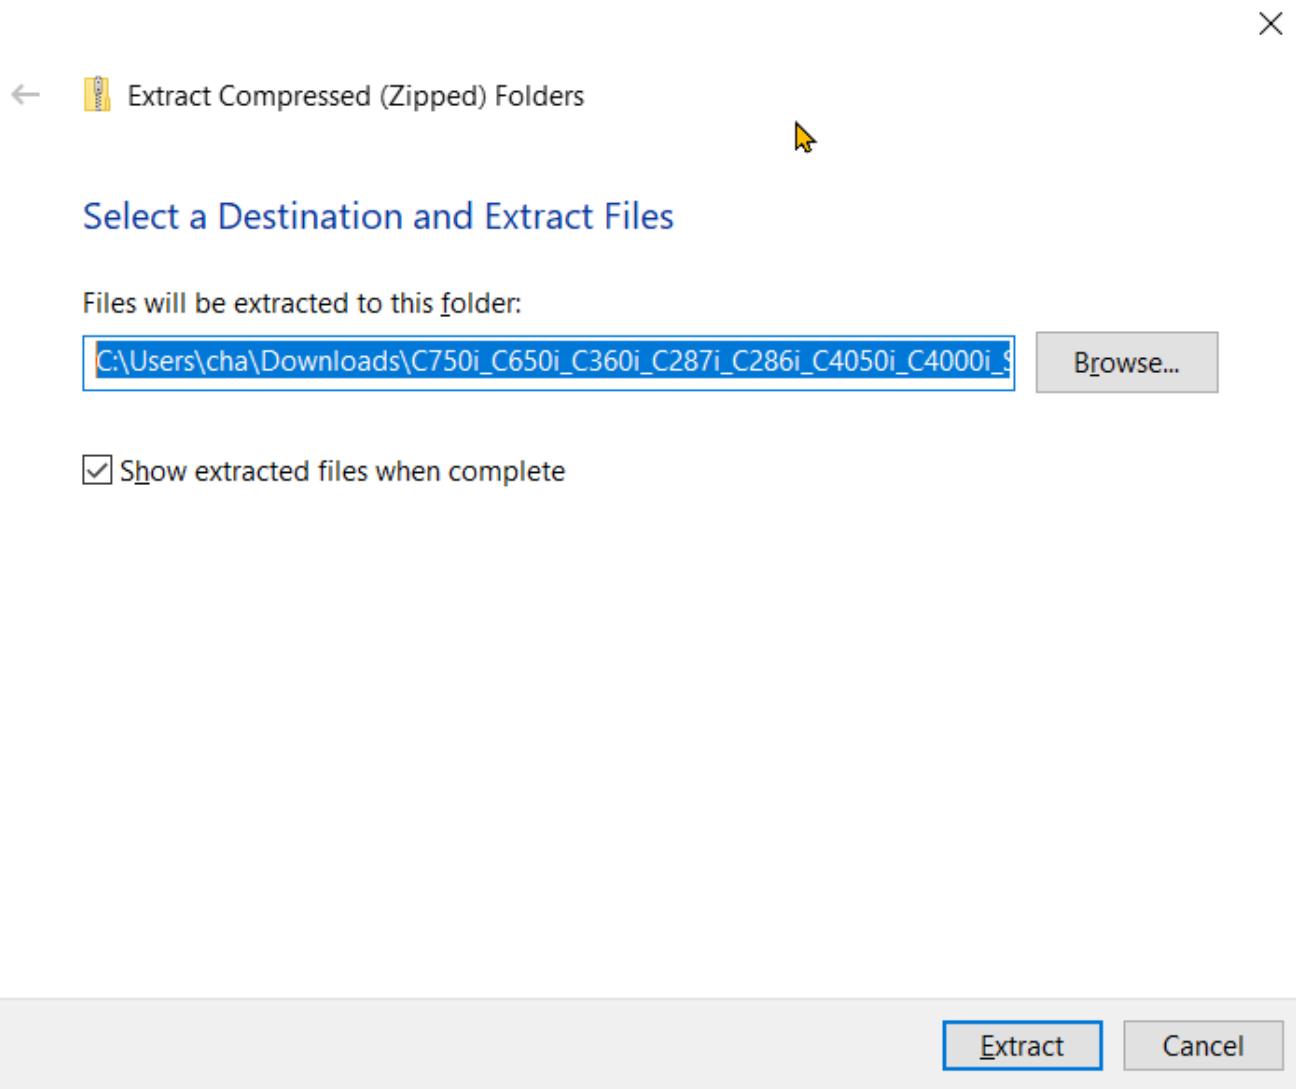 Extract Compressed (Zipped) Folders
Select a Destination and Extract Files
Files will be extracted to this folder:
C:\Users\cha\Downloads\C750i_C650i_C360i_C287i_C286i_C4050i_C4000i_S
Browse...
Show extracted files when complete
Extract
Cancel